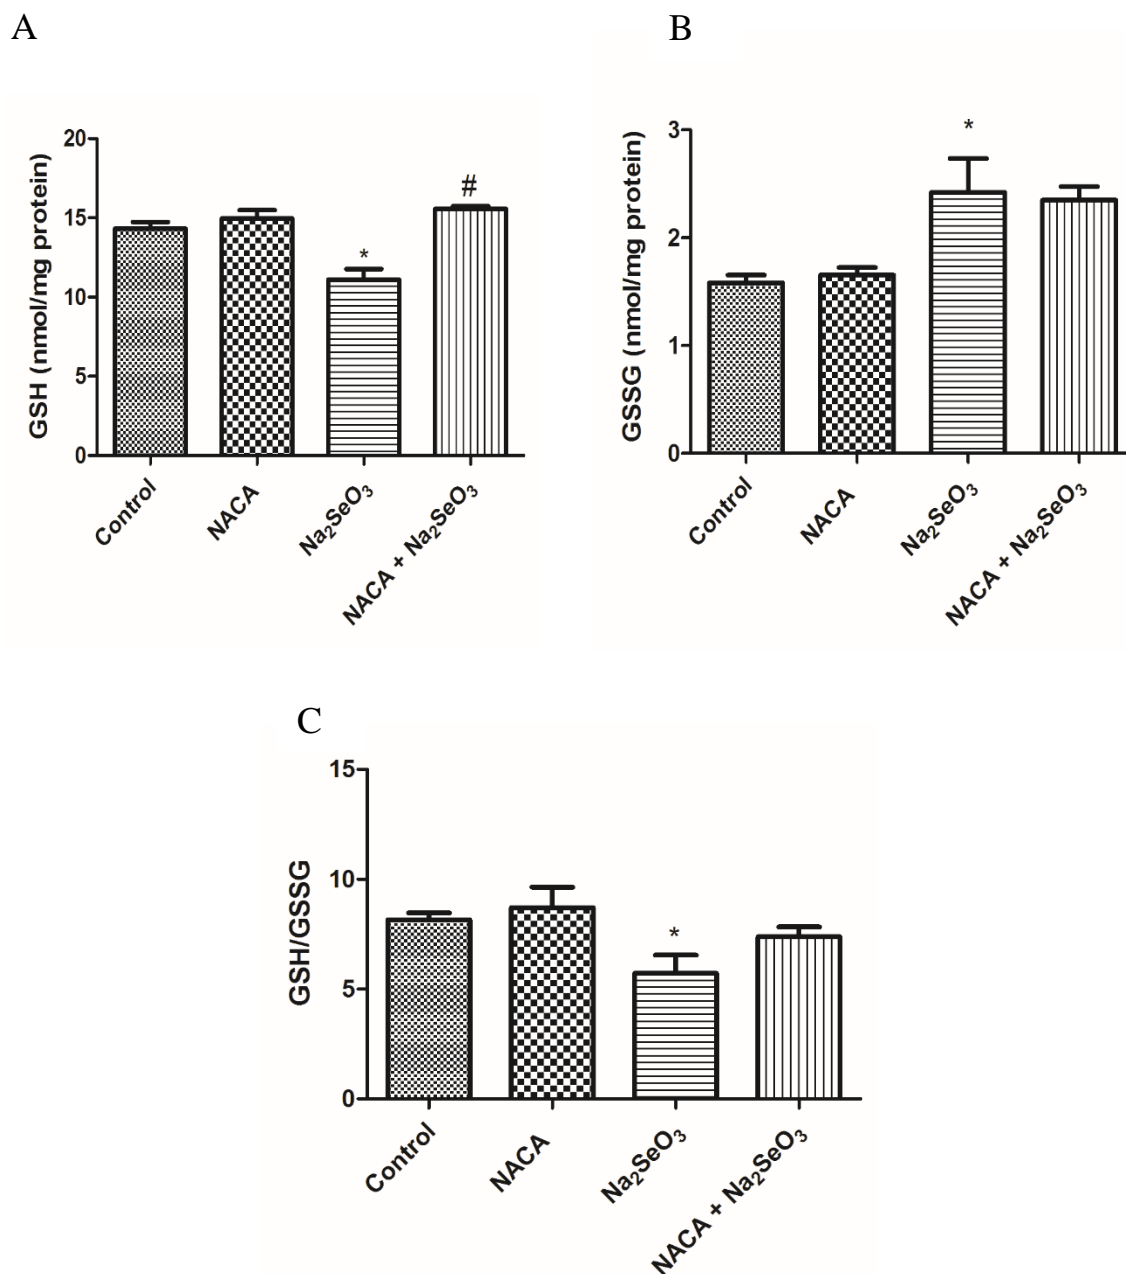 A
GSH (nmol/mg protein)
20
15
10
5
0
*
#
Control
NACA
Na₂SeO₃
NACA + Na₂SeO₃
B
GSSG (nmol/mg protein)
3
2
1
0
*
Control
NACA
Na₂SeO₃
NACA + Na₂SeO₃
C
GSH/GSSG
15
10
5
0
*
Control
NACA
Na₂SeO₃
NACA + Na₂SeO₃